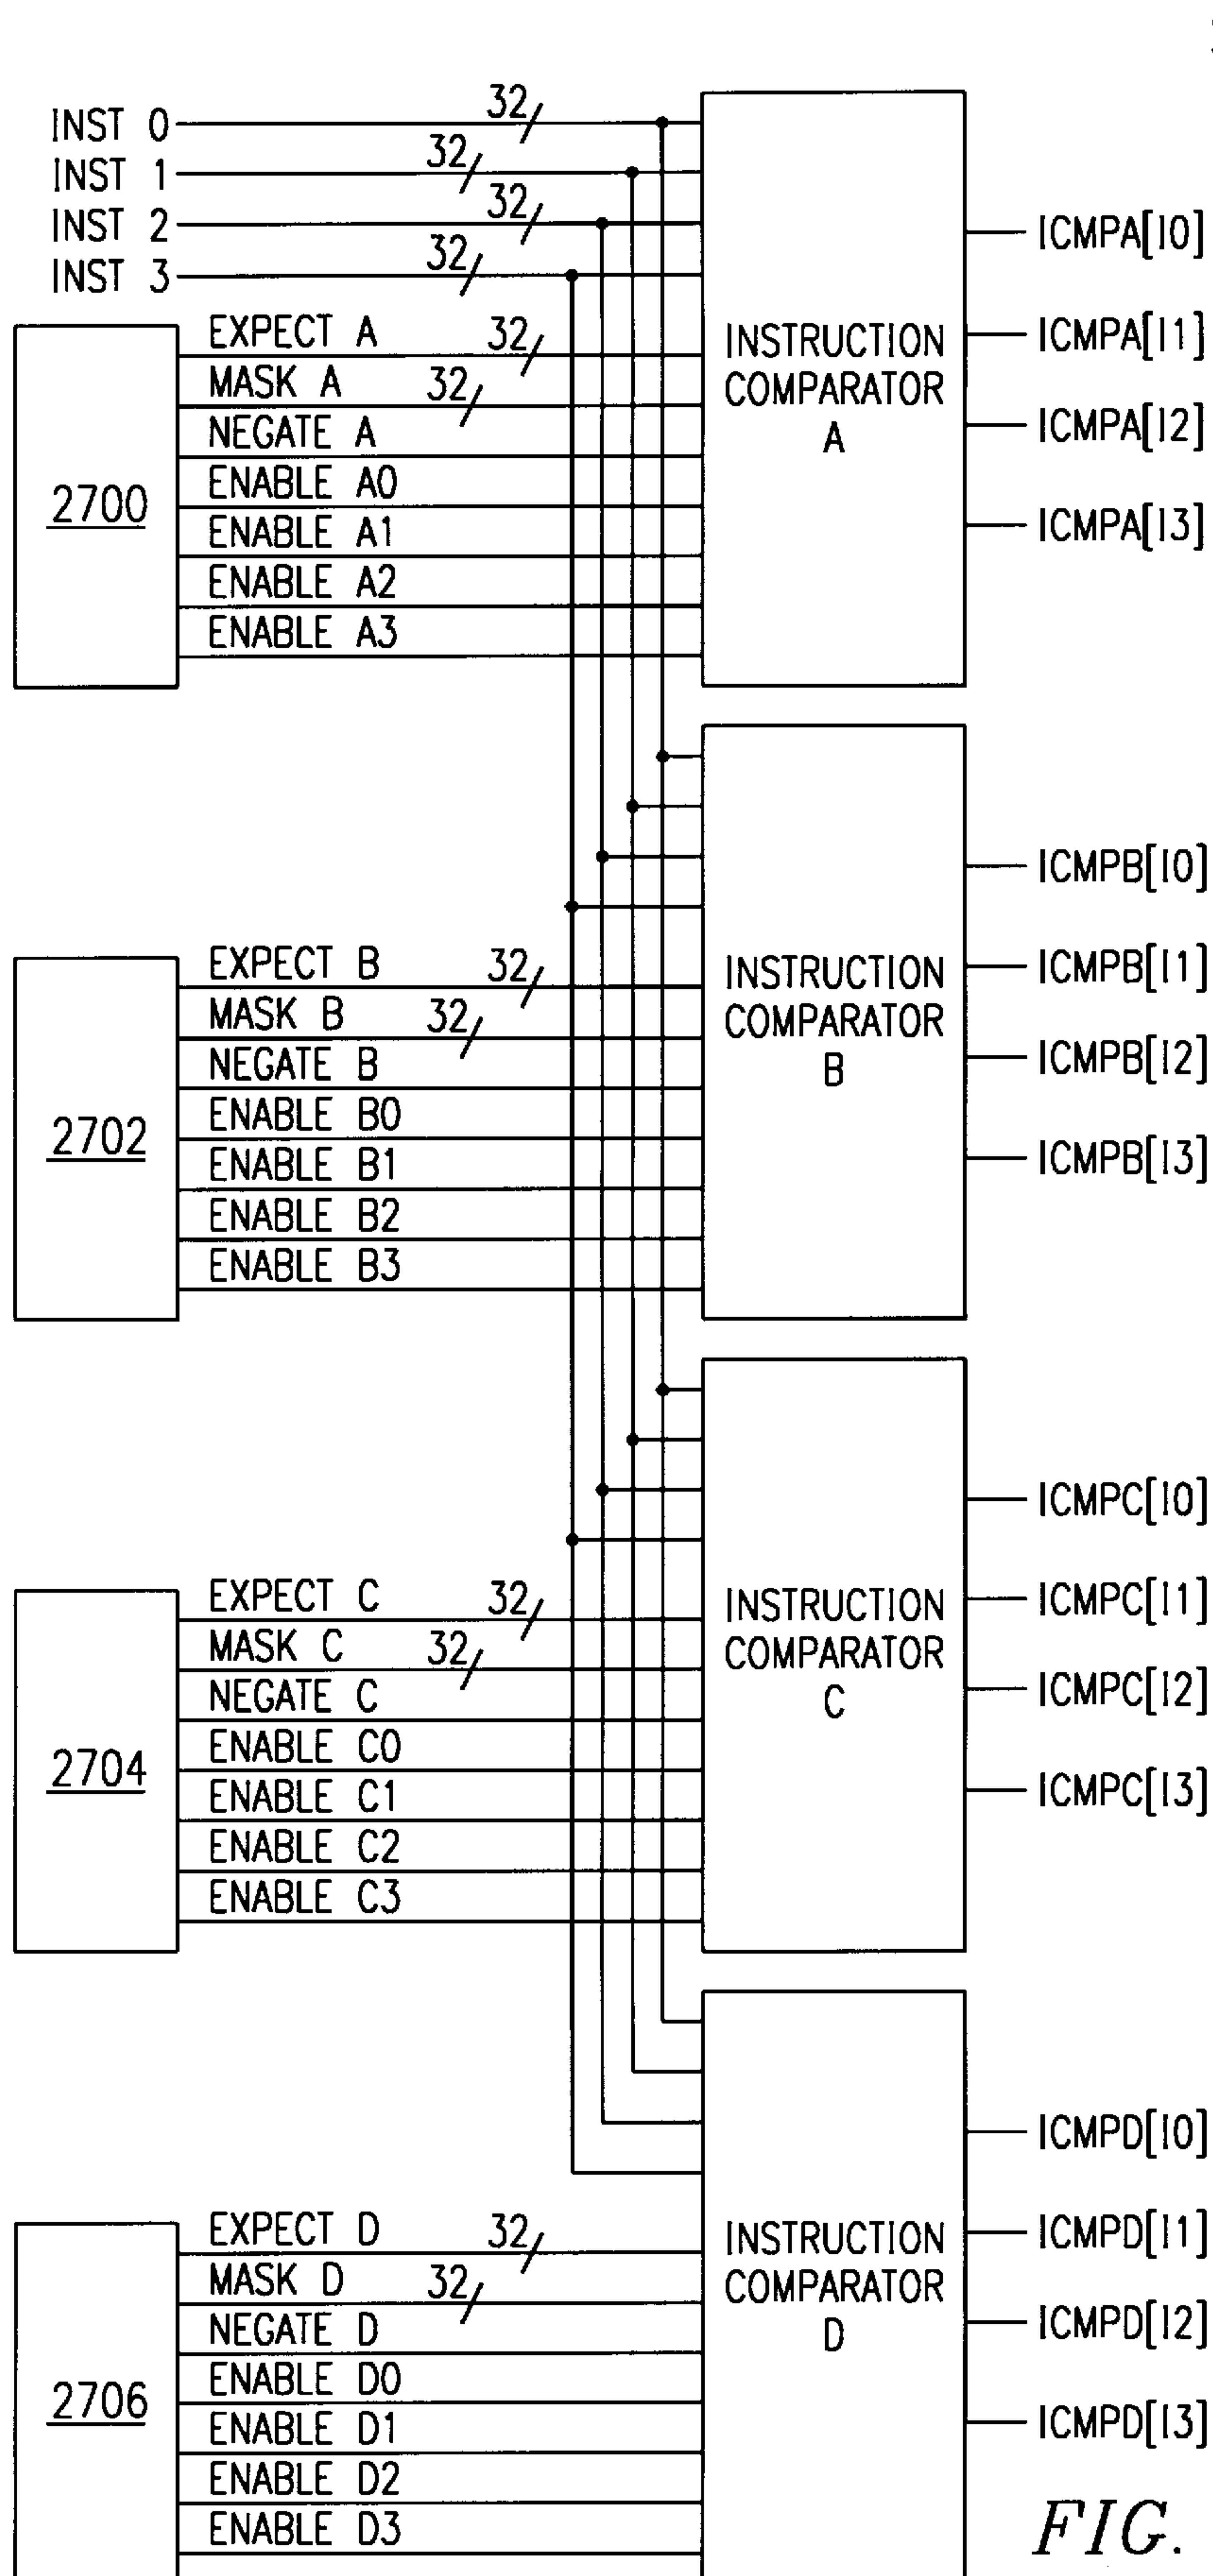 INST 0 32
INST 1 32
INST 2 32
INST 3 32
ICMPA[I0]
ICMPA[I1]
ICMPA[I2]
ICMPA[I3]
2700
EXPECT A 32
MASK A 32
NEGATE A
ENABLE A0
ENABLE A1
ENABLE A2
ENABLE A3
INSTRUCTION
COMPARATOR
A
ICMPB[I0]
ICMPB[I1]
ICMPB[I2]
ICMPB[I3]
2702
EXPECT B 32
MASK B 32
NEGATE B
ENABLE B0
ENABLE B1
ENABLE B2
ENABLE B3
INSTRUCTION
COMPARATOR
B
ICMPC[I0]
ICMPC[I1]
ICMPC[I2]
ICMPC[I3]
2704
EXPECT C 32
MASK C 32
NEGATE C
ENABLE C0
ENABLE C1
ENABLE C2
ENABLE C3
INSTRUCTION
COMPARATOR
C
ICMPD[I0]
ICMPD[I1]
ICMPD[I2]
ICMPD[I3]
2706
EXPECT D 32
MASK D 32
NEGATE D
ENABLE D0
ENABLE D1
ENABLE D2
ENABLE D3
INSTRUCTION
COMPARATOR
D
FIG.